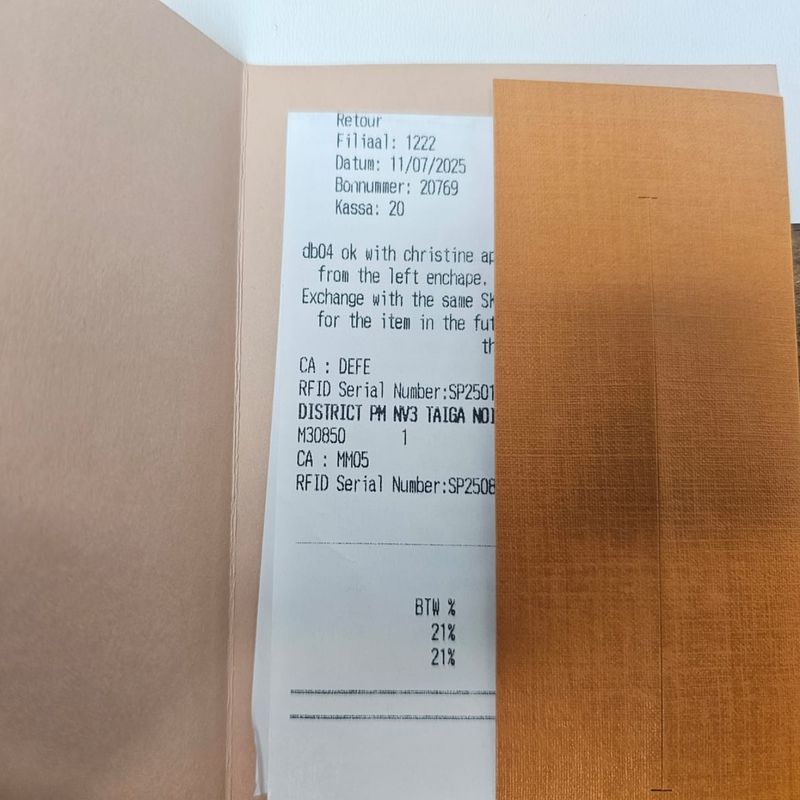 Retour
Filiaal: 1222
Datum: 11/07/2025
Bonnummer: 20769
Kassa: 20
db04 ok with christine
from the left enchape.
Exchange with the same
for the item in the
CA : DEFE
RFID Serial Number:SP2501
DISTRICT PM NV3 TAIGA
M30850 1
CA : MM05
RFID Serial Number:SP2508
BTW %
21%
21%